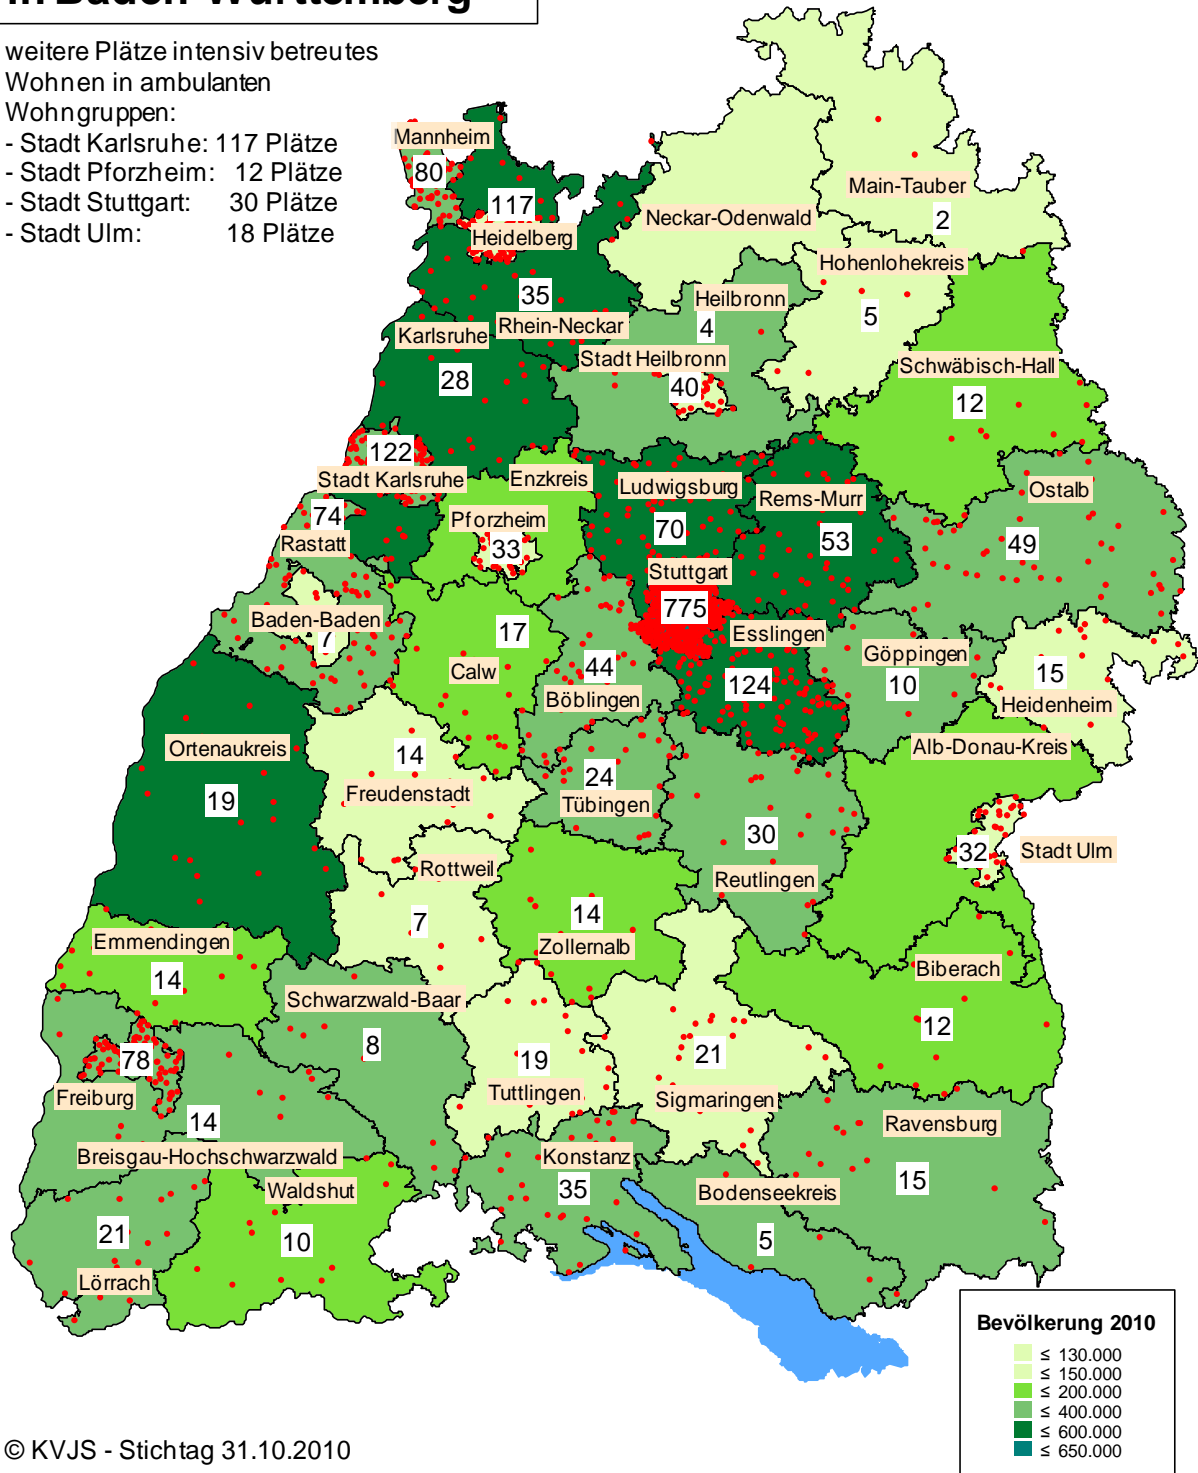 in Baden-Württemberg
weitere Plätze intensiv betreutes
Wohnen in ambulanten
Wohngruppen:
- Stadt Karlsruhe: 117 Plätze
- Stadt Pforzheim: 12 Plätze
- Stadt Stuttgart: 30 Plätze
- Stadt Ulm: 18 Plätze
Mannheim
80
117
Heidelberg
35
Rhein-Neckar
Neckar-Odenwald
Main-Tauber
2
Hohenlohekreis
5
Heilbronn
4
Stadt Heilbronn
40
Karlsruhe
28
Schwäbisch-Hall
12
122
Stadt Karlsruhe
Enzkreis
Ludwigsburg
70
Rems-Murr
53
Ostalb
49
74
Rastatt
Pforzheim
33
Stuttgart
775
Baden-Baden
7
17
Calw
44
Böblingen
Esslingen
124
Göppingen
10
15
Heidenheim
Ortenaukreis
19
14
Freudenstadt
24
Tübingen
Alb-Donau-Kreis
30
Reutlingen
32
Stadt Ulm
Rottweil
7
14
Zollernalb
Emmendingen
14
Biberach
12
Schwarzwald-Baar
8
78
Freiburg
19
Tuttlingen
21
Sigmaringen
14
Breisgau-Hochschwarzwald
Ravensburg
15
Konstanz
35
Bodenseekreis
5
Waldshut
10
21
Lörrach
Bevölkerung 2010
≤ 130.000
≤ 150.000
≤ 200.000
≤ 400.000
≤ 600.000
≤ 650.000
© KVJS - Stichtag 31.10.2010